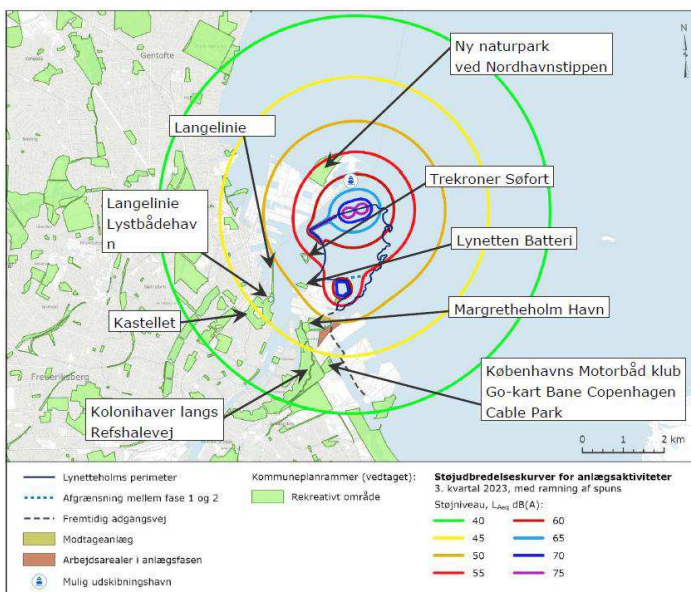 Gentofte
Ny naturpark
ved Nordhavnstippen
Langelinie
Trekroner Søfort
Langelinie
Lystbådehav
n
Lynetten Batteri
Kastellet
Margretheholm Havn
Frederiksberg
Københavns Motorbåd klub
Go-kart Bane Copenhagen
Cable Park
Kolonihaver langs
Refshalevej
0 1 2 km
Lynetteholms perimeter
Afgrænsning mellem fase 1 og 2
Fremtidig adgangsvej
Modtageanlæg
Arbejdsarealer i anlægsfasen
Mulig udskibningshavn
Kommuneplanrammer (vedtaget):
Rekreativt område
Støjudbredelseskurver for anlægsaktiviteter
3. kvartal 2023, med ramning af spuns
Støjniveau, LAeq dB(A):
40 60
45 65
50 70
55 75